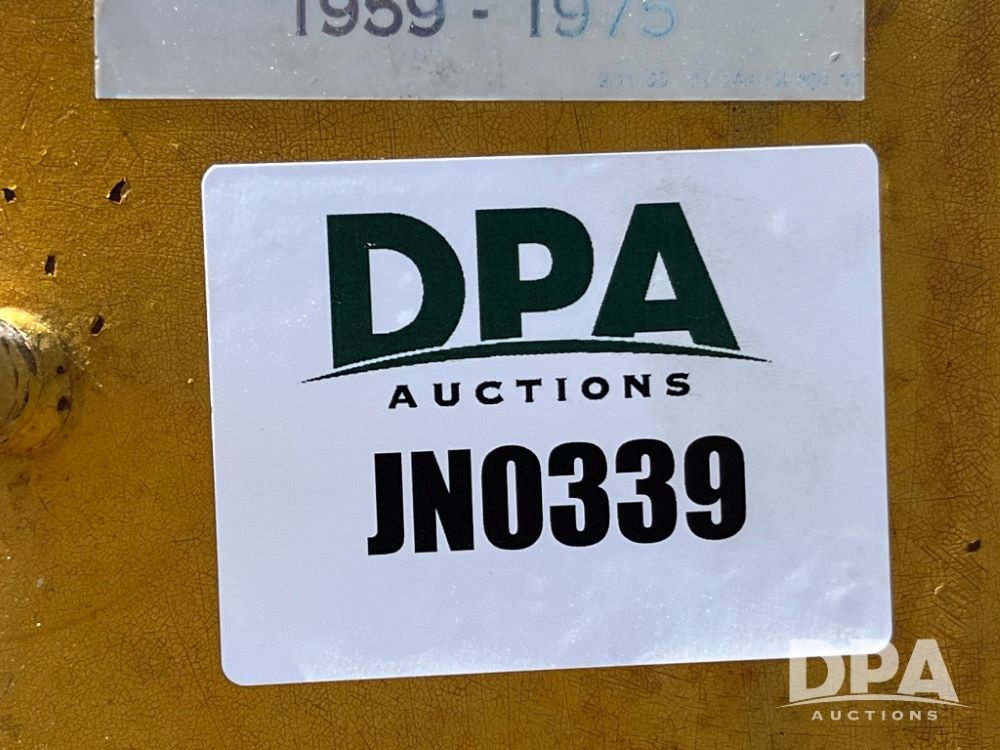 1959 - 1975
DPA
AUCTIONS
JN0339
DPA
AUCTIONS